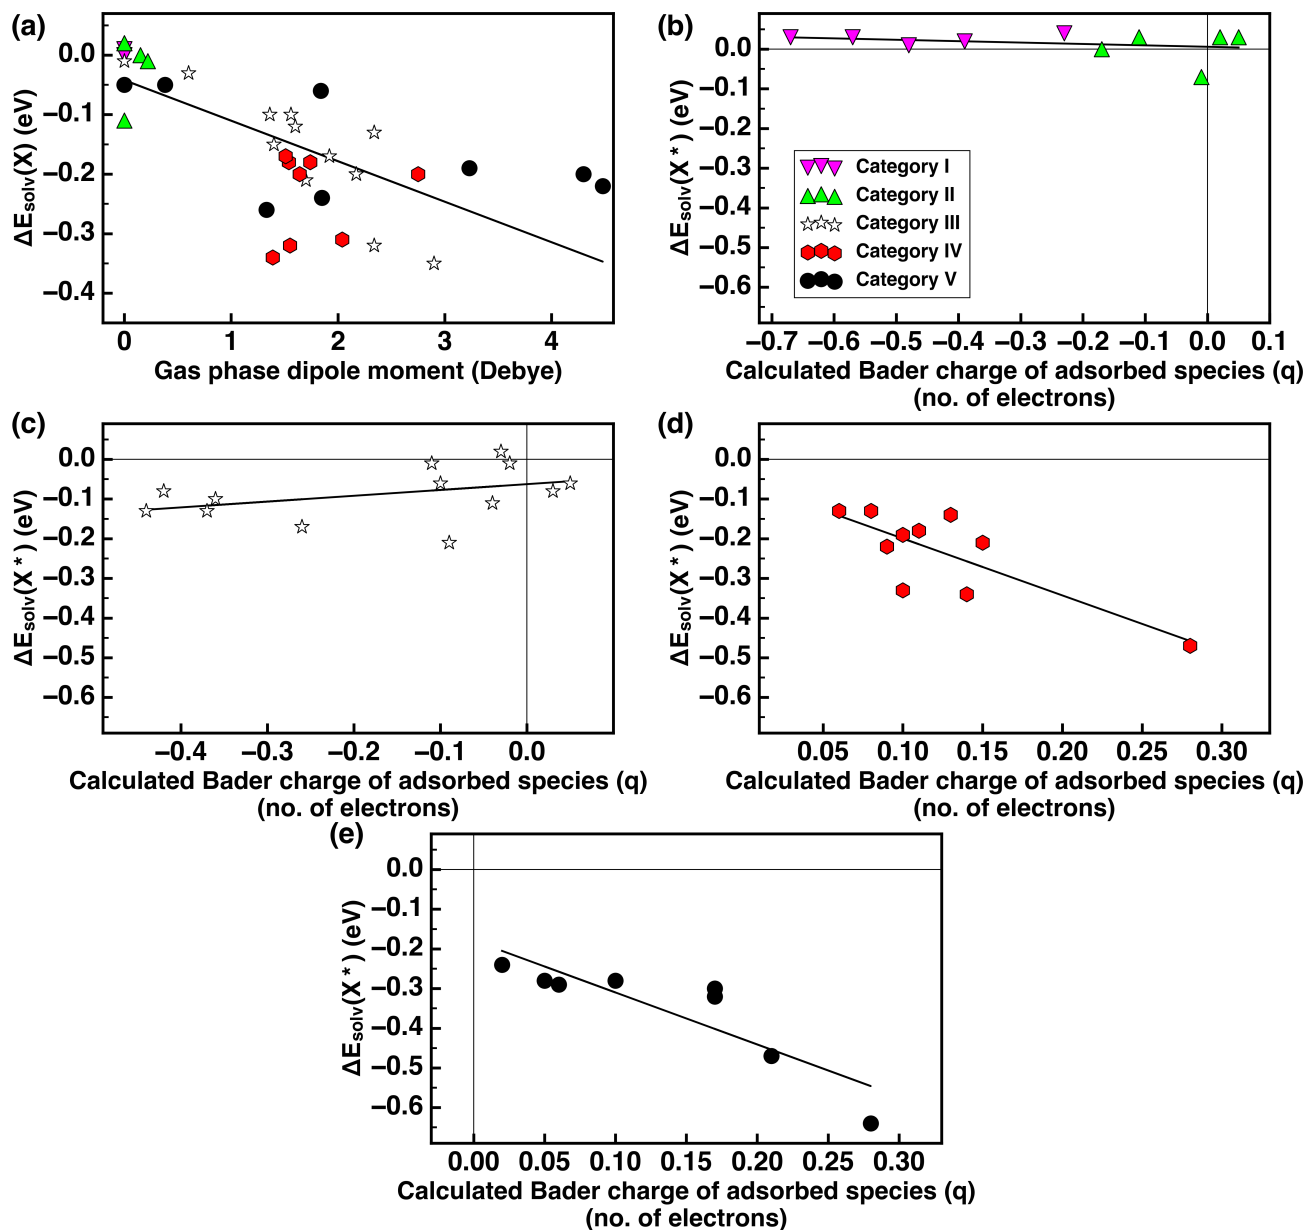 (a)
ΔEsolv(X) (eV)
0.0
−0.1
−0.2
−0.3
−0.4
0 1 2 3 4
Gas phase dipole moment (Debye)
(b)
ΔEsolv(X*) (eV)
0.0
−0.1
−0.2
−0.3
−0.4
−0.5
−0.6
Category I
Category II
Category III
Category IV
Category V
−0.7 −0.6 −0.5 −0.4 −0.3 −0.2 −0.1 0.0 0.1
Calculated Bader charge of adsorbed species (q)
(no. of electrons)
(c)
ΔEsolv(X*) (eV)
0.0
−0.1
−0.2
−0.3
−0.4
−0.5
−0.6
−0.4 −0.3 −0.2 −0.1 0.0
Calculated Bader charge of adsorbed species (q)
(no. of electrons)
(d)
ΔEsolv(X*) (eV)
0.0
−0.1
−0.2
−0.3
−0.4
−0.5
−0.6
0.05 0.10 0.15 0.20 0.25 0.30
Calculated Bader charge of adsorbed species (q)
(no. of electrons)
(e)
ΔEsolv(X*) (eV)
0.0
−0.1
−0.2
−0.3
−0.4
−0.5
−0.6
0.00 0.05 0.10 0.15 0.20 0.25 0.30
Calculated Bader charge of adsorbed species (q)
(no. of electrons)